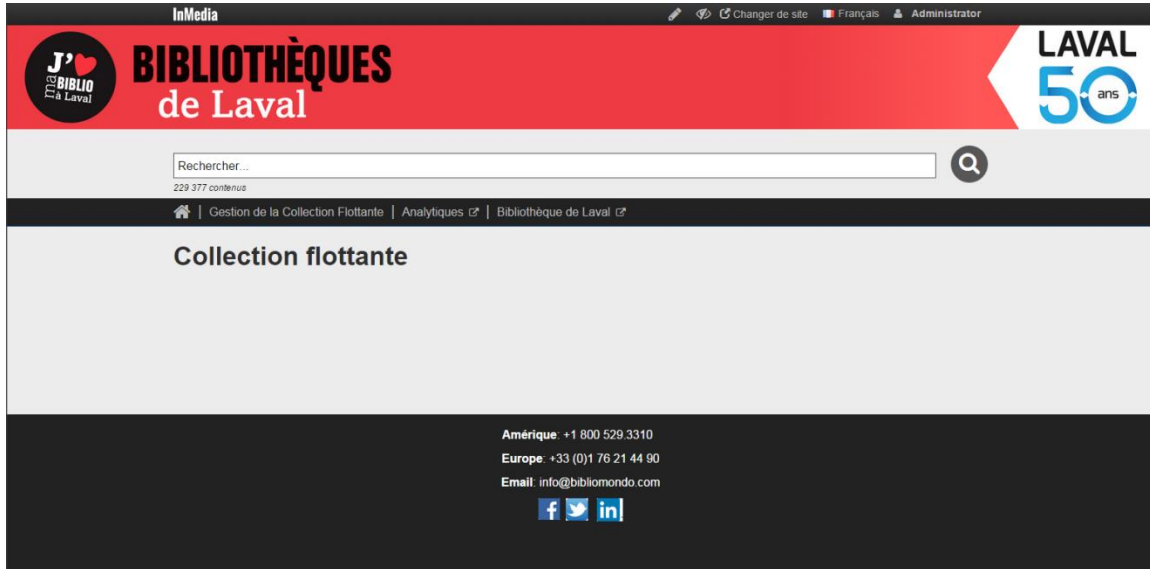 InMedia
Changer de site Français Administrator
J'
ma BIBLIO
à Laval
BIBLIOTHÈQUES
de Laval
LAVAL
50
ans
Rechercher...
229 377 contenus
| Gestion de la Collection Flottante | Analytiques | Bibliothèque de Laval
Collection flottante
Amérique: +1 800 529.3310
Europe: +33 (0)1 76 21 44 90
Email: info@bibliomondo.com
f in